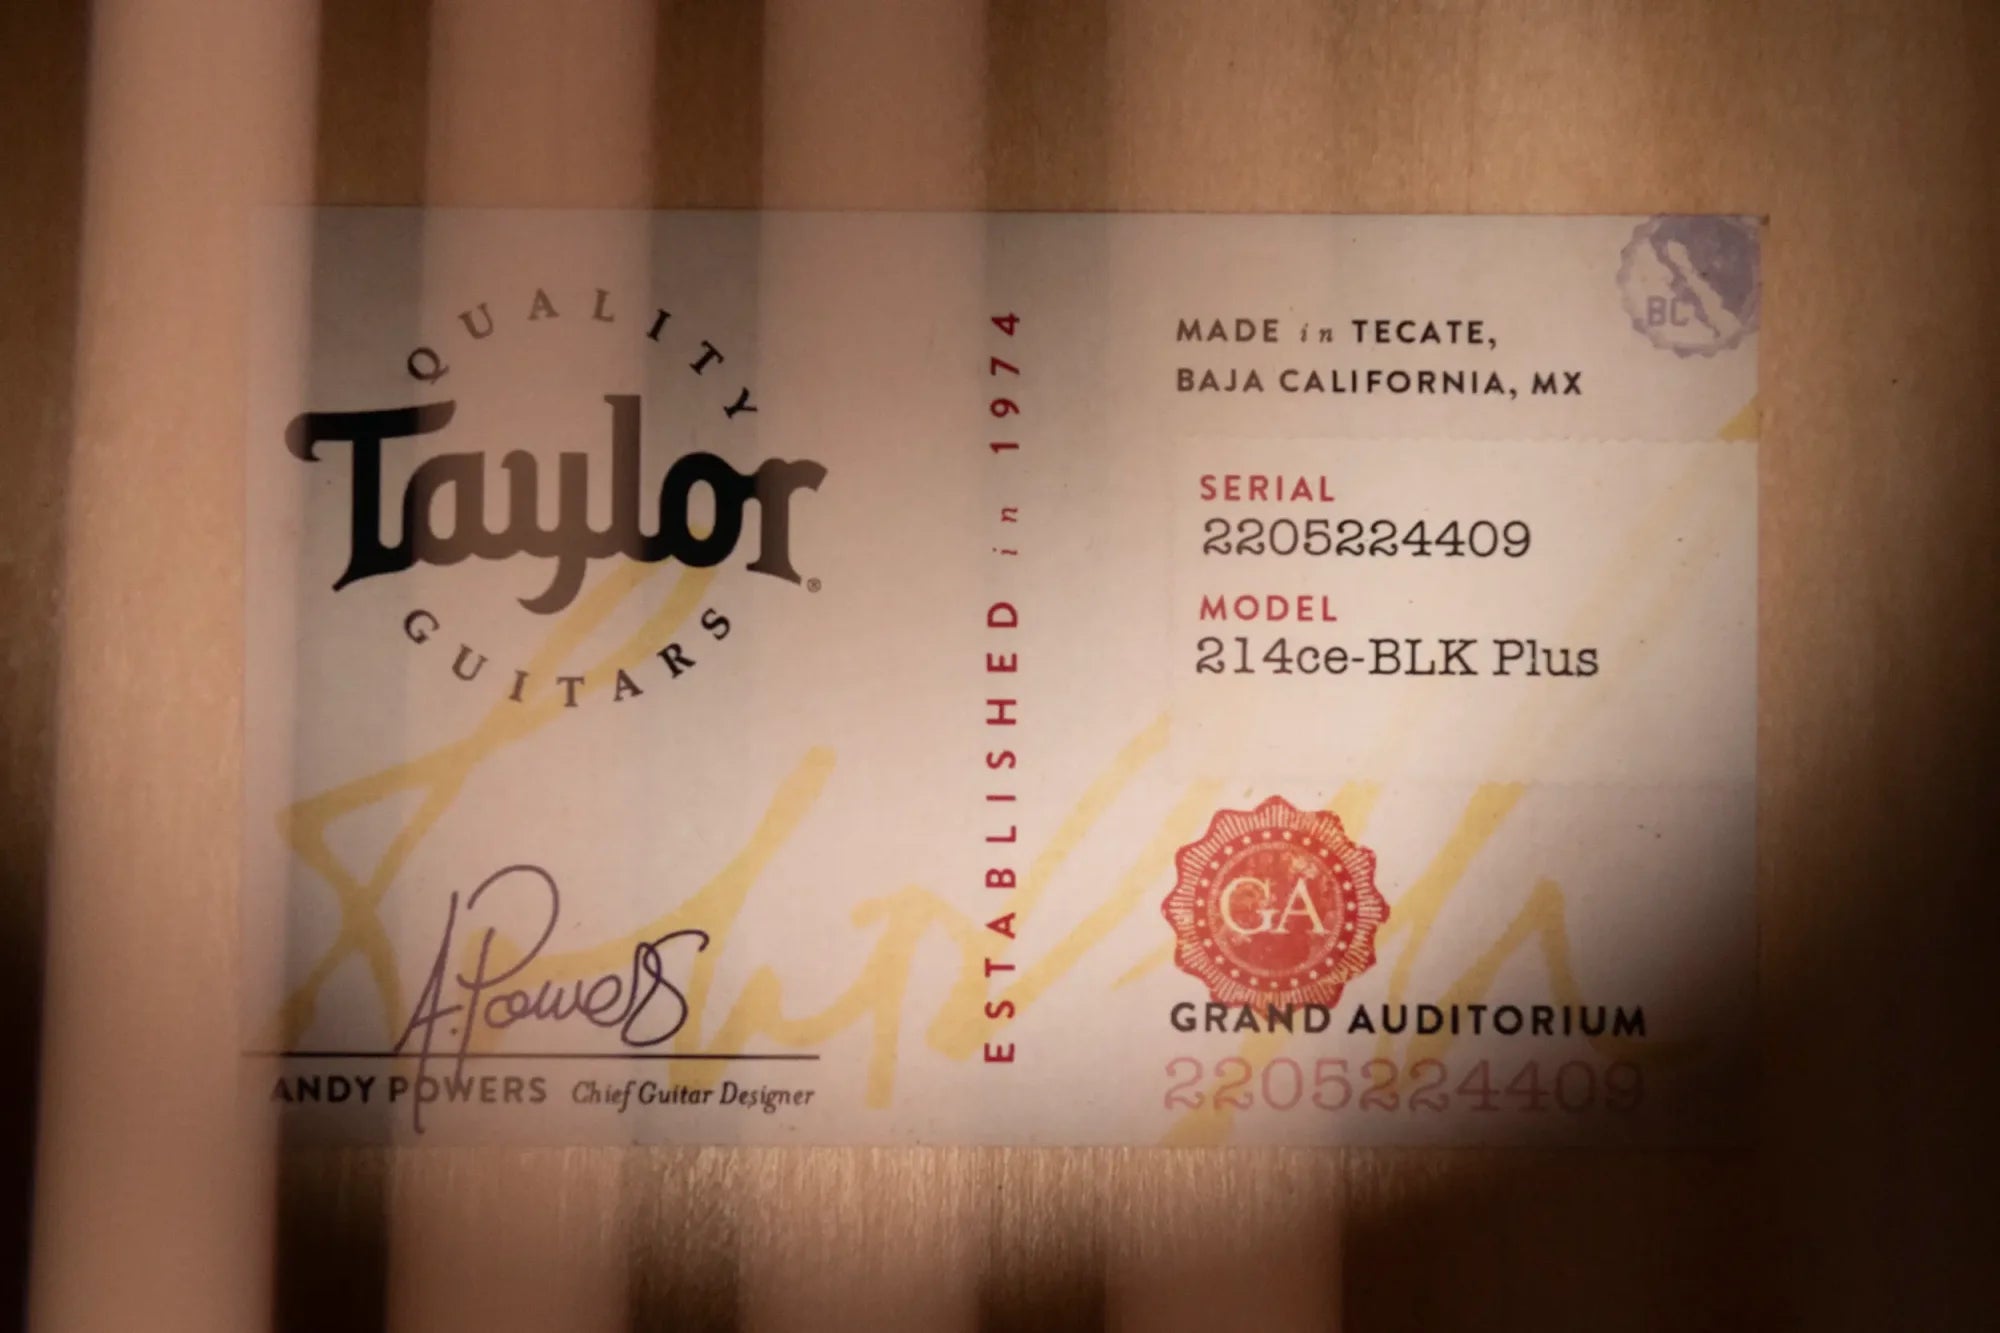 QUALITY
Taylor®
GUITARS
A. Powers
ANDY POWERS Chief Guitar Designer
ESTABLISHED in 1974
BC
MADE in TECATE,
BAJA CALIFORNIA, MX
SERIAL
2205224409
MODEL
214ce-BLK Plus
GA
GRAND AUDITORIUM
2205224409